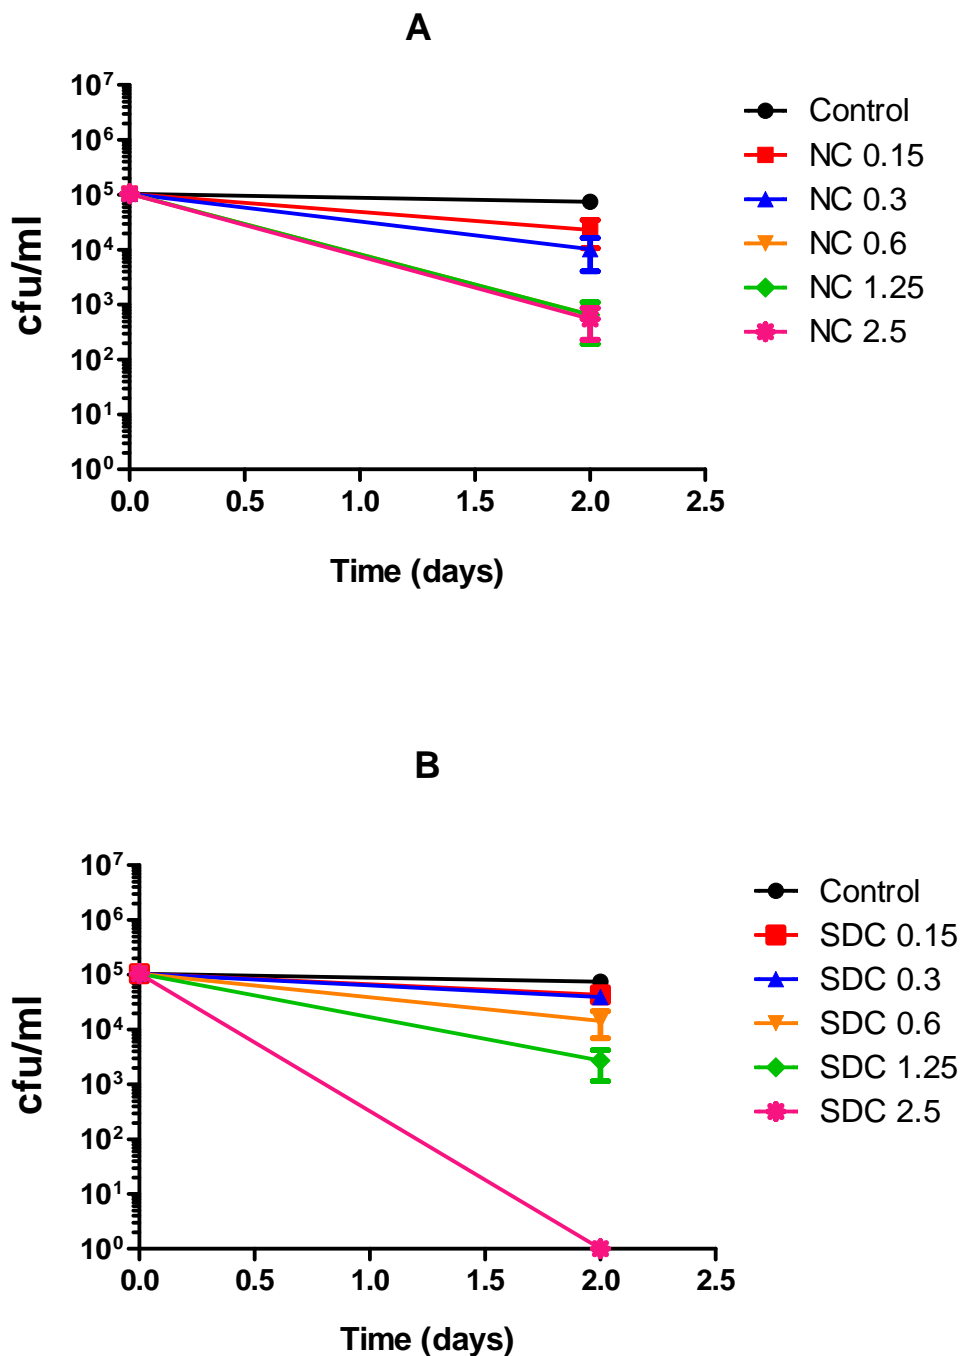 A
10⁷
10⁶
10⁵
10⁴
10³
10²
10¹
10⁰
cfu/ml
0.0 0.5 1.0 1.5 2.0 2.5
Time (days)
Control
NC 0.15
NC 0.3
NC 0.6
NC 1.25
NC 2.5
B
10⁷
10⁶
10⁵
10⁴
10³
10²
10¹
10⁰
cfu/ml
0.0 0.5 1.0 1.5 2.0 2.5
Time (days)
Control
SDC 0.15
SDC 0.3
SDC 0.6
SDC 1.25
SDC 2.5